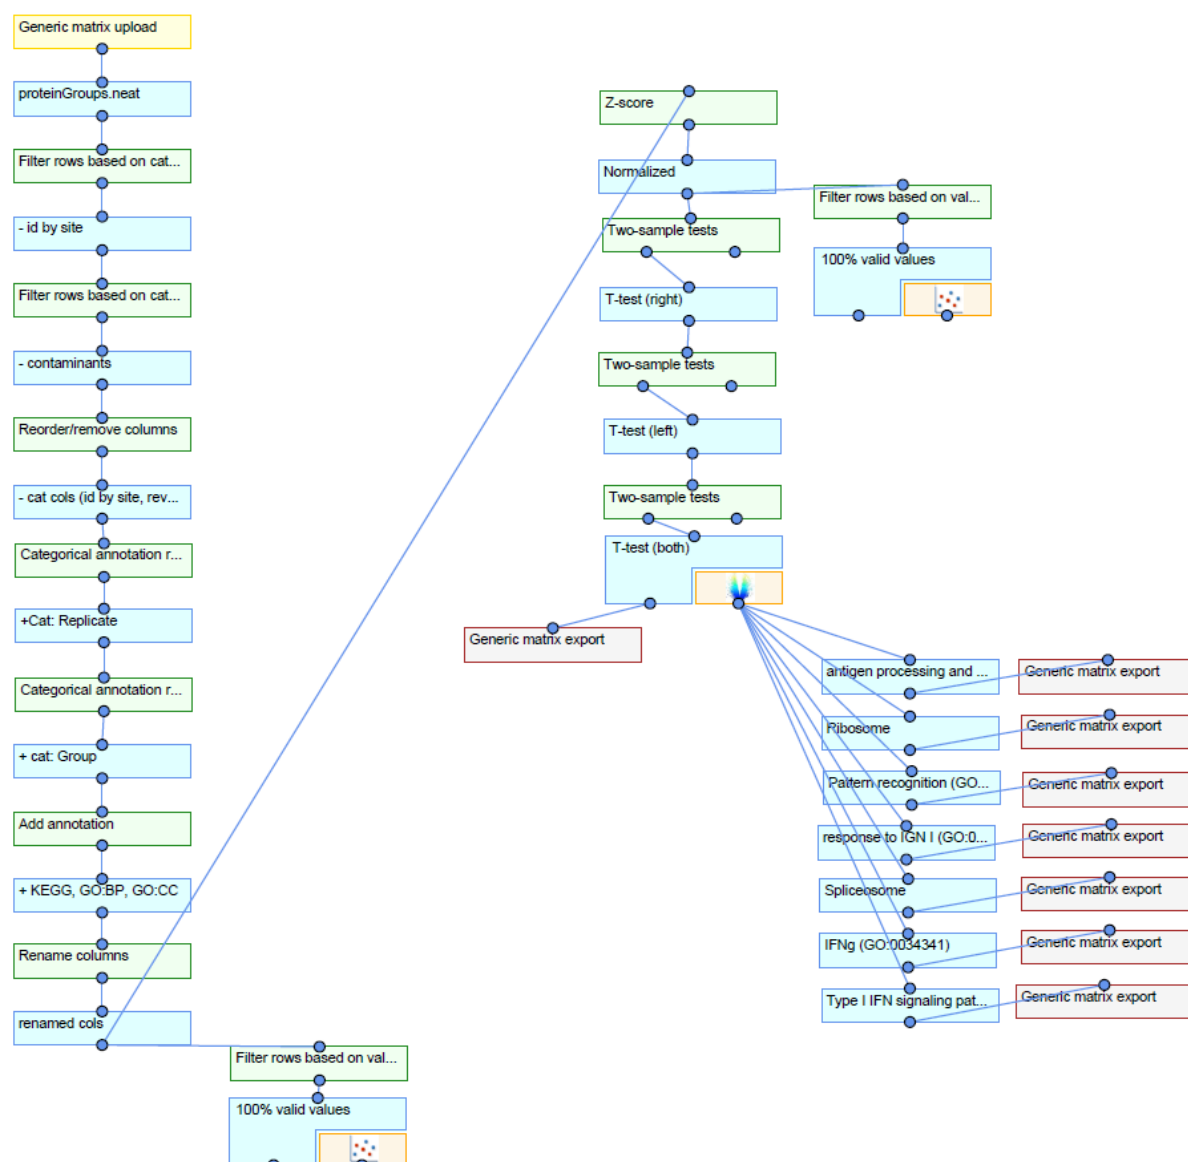 Generic matrix upload
proteinGroups.neat
Filter rows based on cat...
- id by site
Filter rows based on cat...
- contaminants
Reorder/remove columns
- cat cols (id by site, rev...
Categorical annotation r...
+Cat: Replicate
Categorical annotation r...
+ cat: Group
Add annotation
+ KEGG, GO:BP, GO:CC
Rename columns
renamed cols
Filter rows based on val...
100% valid values
Z-score
Normalized
Filter rows based on val...
100% valid values
Two-sample tests
T-test (right)
Two-sample tests
T-test (left)
Two-sample tests
T-test (both)
Generic matrix export
antigen processing and ...
Generic matrix export
Ribosome
Generic matrix export
Pattern recognition (GO...
Generic matrix export
response to IGN I (GO:0...
Generic matrix export
Spliceosome
Generic matrix export
IFNg (GO:0034341)
Generic matrix export
Type I IFN signaling pat...
Generic matrix export